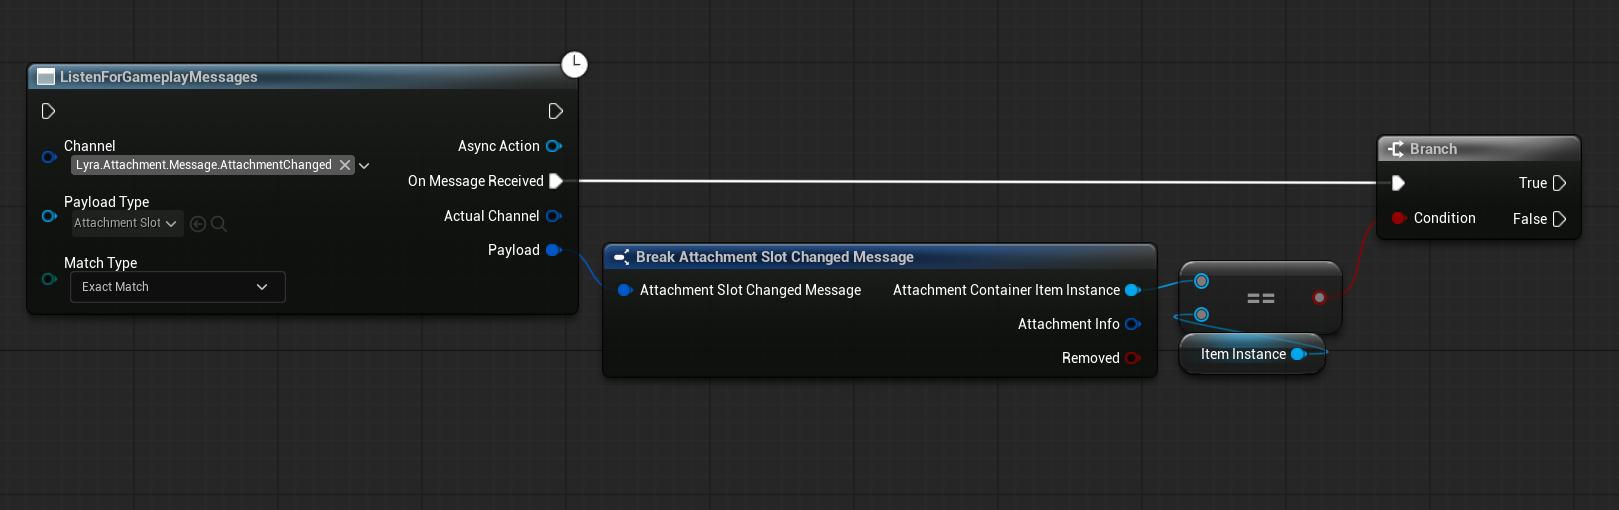 ListenForGameplayMessages
Channel
Lyra.Attachment.Message.AttachmentChanged
Payload Type
Attachment Slot
Match Type
Exact Match
Async Action
On Message Received
Actual Channel
Payload
Break Attachment Slot Changed Message
Attachment Slot Changed Message
Attachment Container Item Instance
Attachment Info
Removed
==
Item Instance
Branch
Condition
True
False